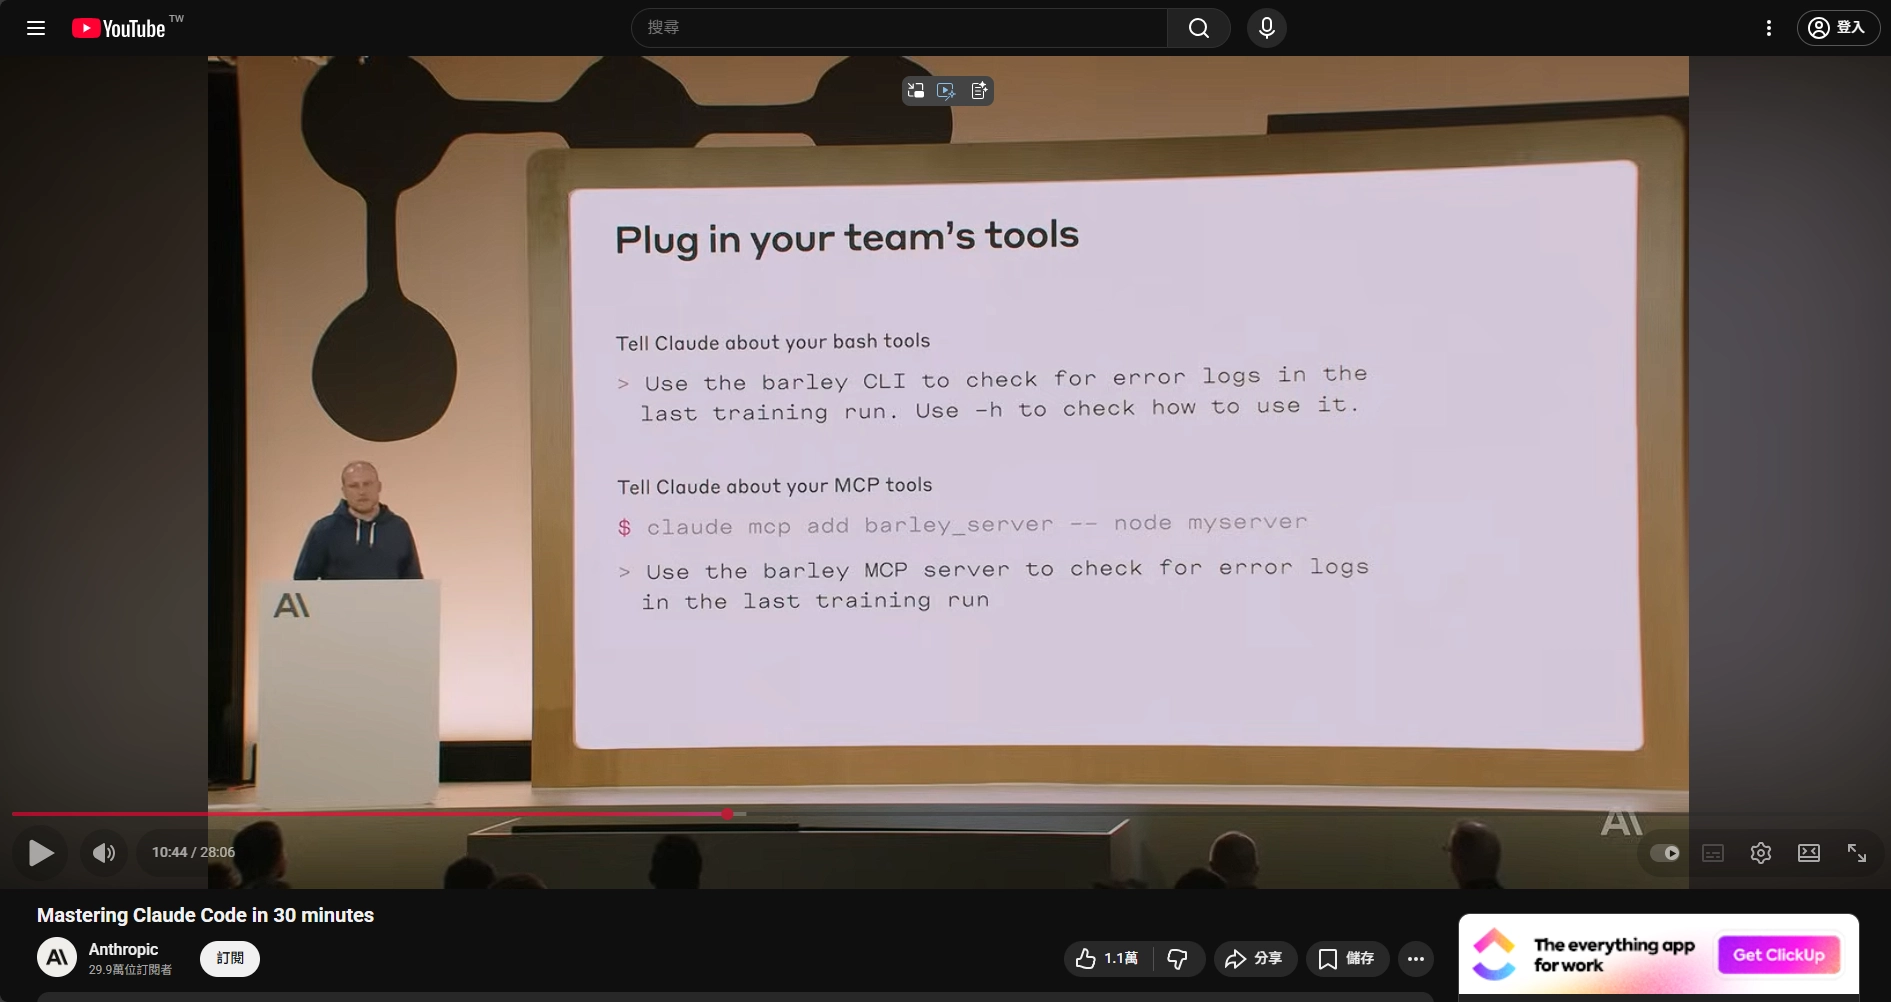 YouTube TW
搜尋
登入
Plug in your team's tools
Tell Claude about your bash tools
> Use the barley CLI to check for error logs in the
last training run. Use -h to check how to use it.
Tell Claude about your MCP tools
$ claude mcp add barley_server -- node myserver
> Use the barley MCP server to check for error logs
in the last training run
A\
A\
10:44 / 28:06
Mastering Claude Code in 30 minutes
A\
Anthropic
29.9萬位訂閱者
訂閱
1.1萬
分享
儲存
The everything app
for work
Get ClickUp